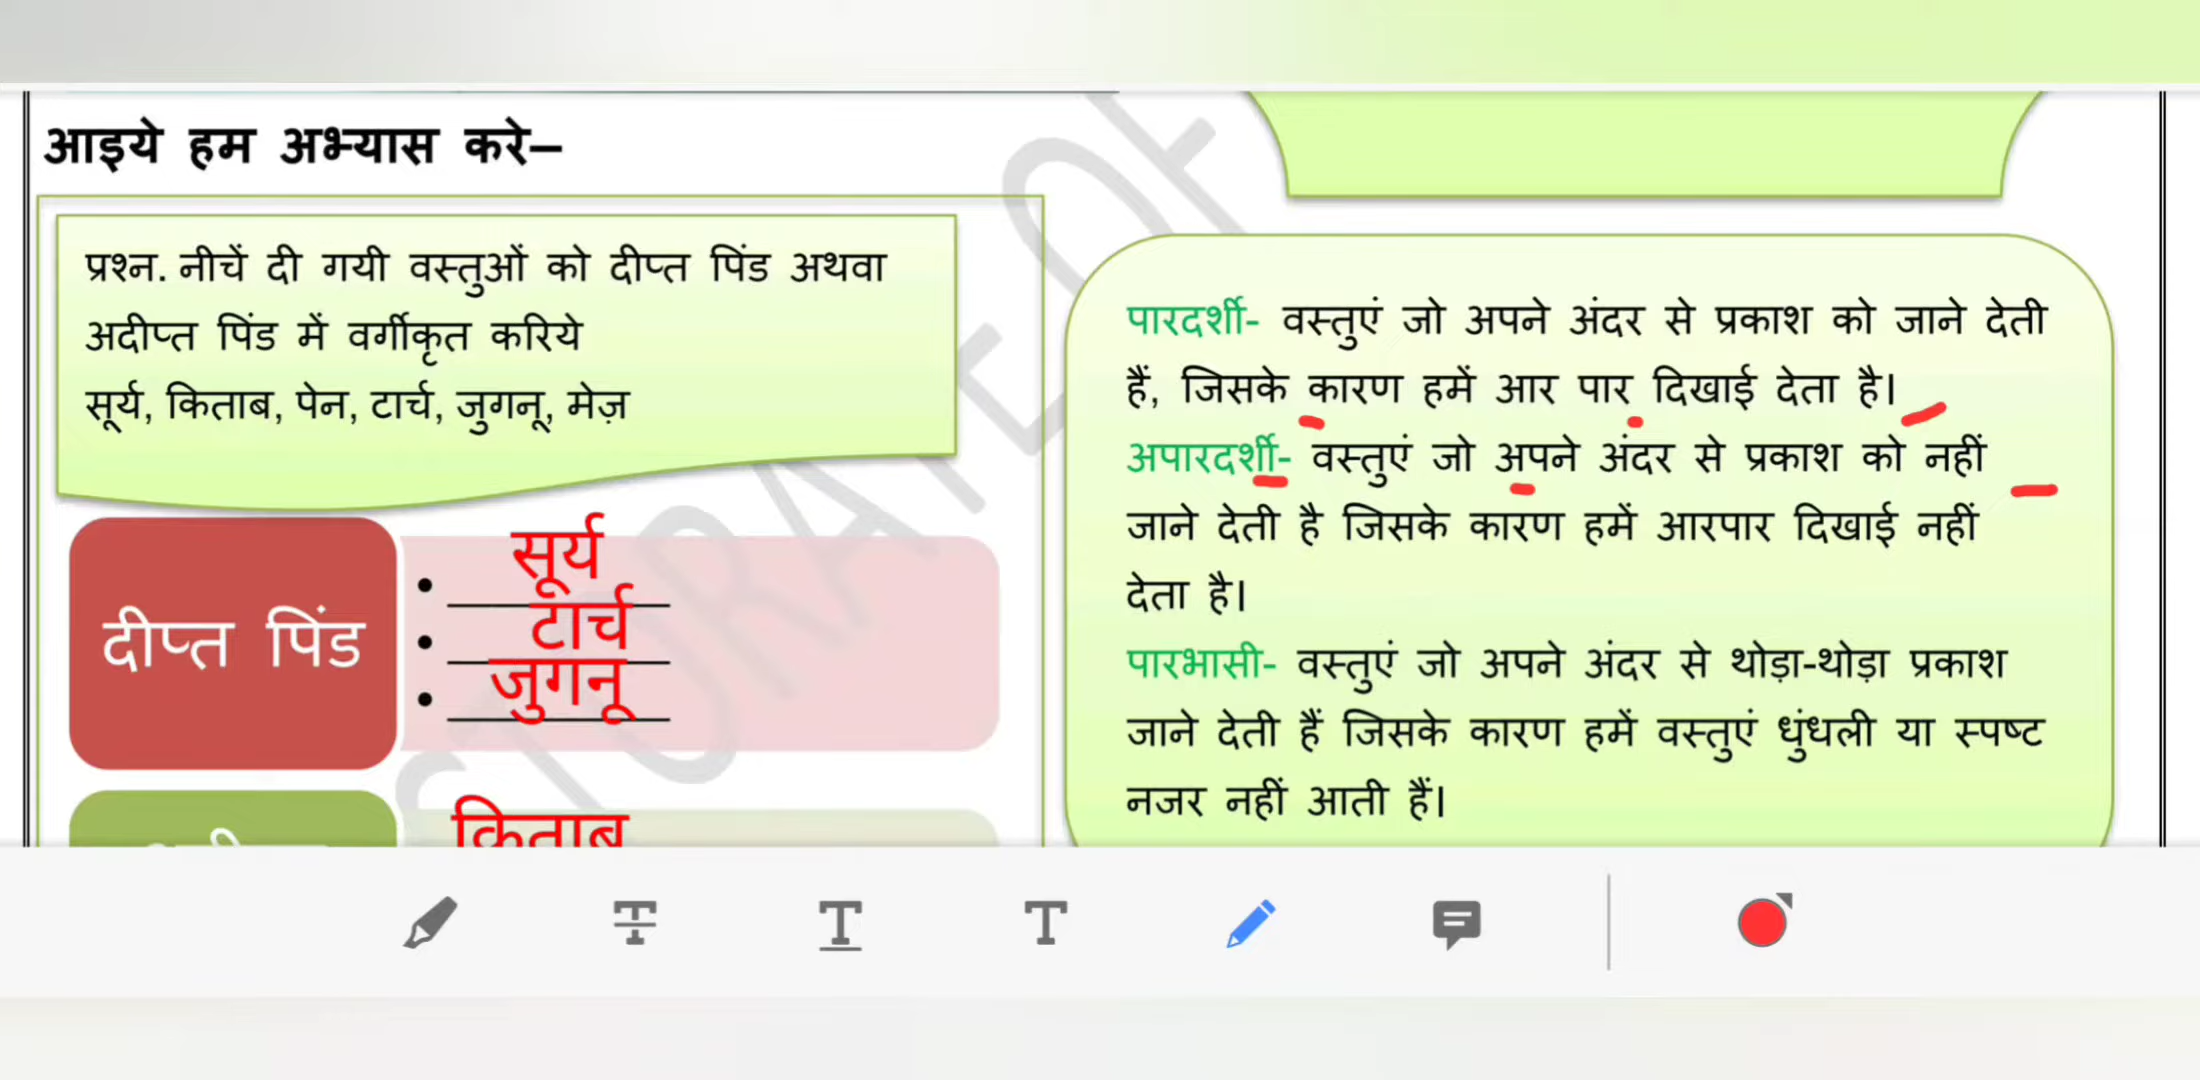 आइये हम अभ्यास करे–
प्रश्न. नीचें दी गयी वस्तुओं को दीप्त पिंड अथवा
अदीप्त पिंड में वर्गीकृत करिये
सूर्य, किताब, पेन, टार्च, जुगनू, मेज़
दीप्त पिंड
सूर्य
टार्च
जुगनू
किताब
पारदर्शी- वस्तुएं जो अपने अंदर से प्रकाश को जाने देती
हैं, जिसके कारण हमें आर पार दिखाई देता है।
अपारदर्शी- वस्तुएं जो अपने अंदर से प्रकाश को नहीं
जाने देती है जिसके कारण हमें आरपार दिखाई नहीं
देता है।
पारभासी- वस्तुएं जो अपने अंदर से थोड़ा-थोड़ा प्रकाश
जाने देती हैं जिसके कारण हमें वस्तुएं धुंधली या स्पष्ट
नजर नहीं आती हैं।